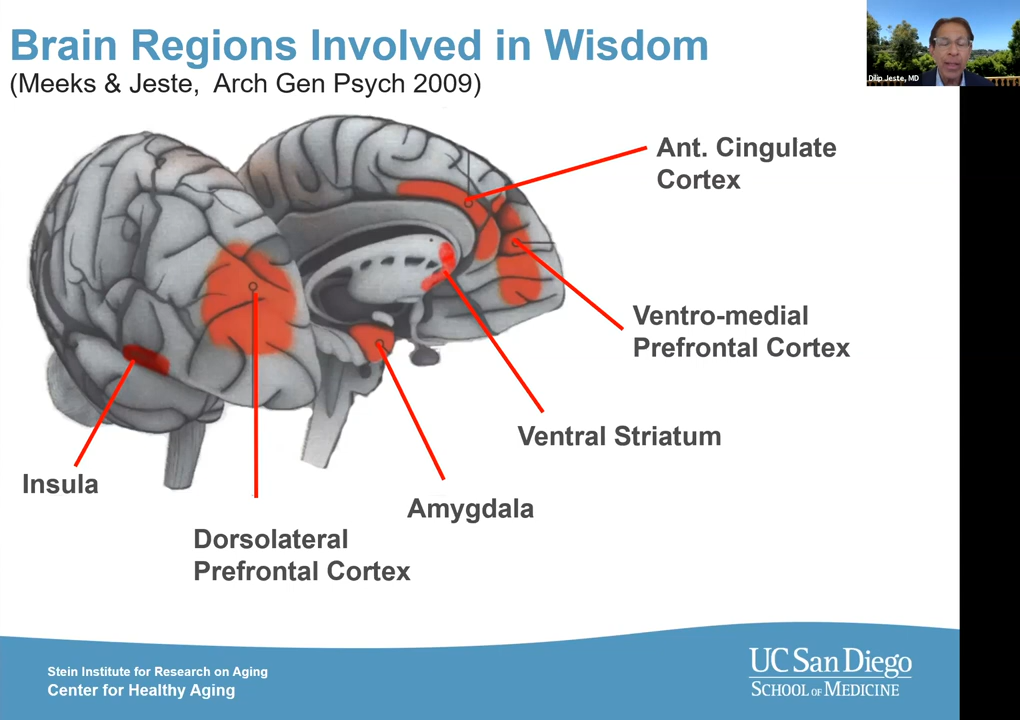 Brain Regions Involved in Wisdom
(Meeks & Jeste, Arch Gen Psych 2009)
Dilip Jeste, MD
Ant. Cingulate
Cortex
Ventro-medial
Prefrontal Cortex
Ventral Striatum
Amygdala
Insula
Dorsolateral
Prefrontal Cortex
Stein Institute for Research on Aging
Center for Healthy Aging
UC San Diego
SCHOOL OF MEDICINE